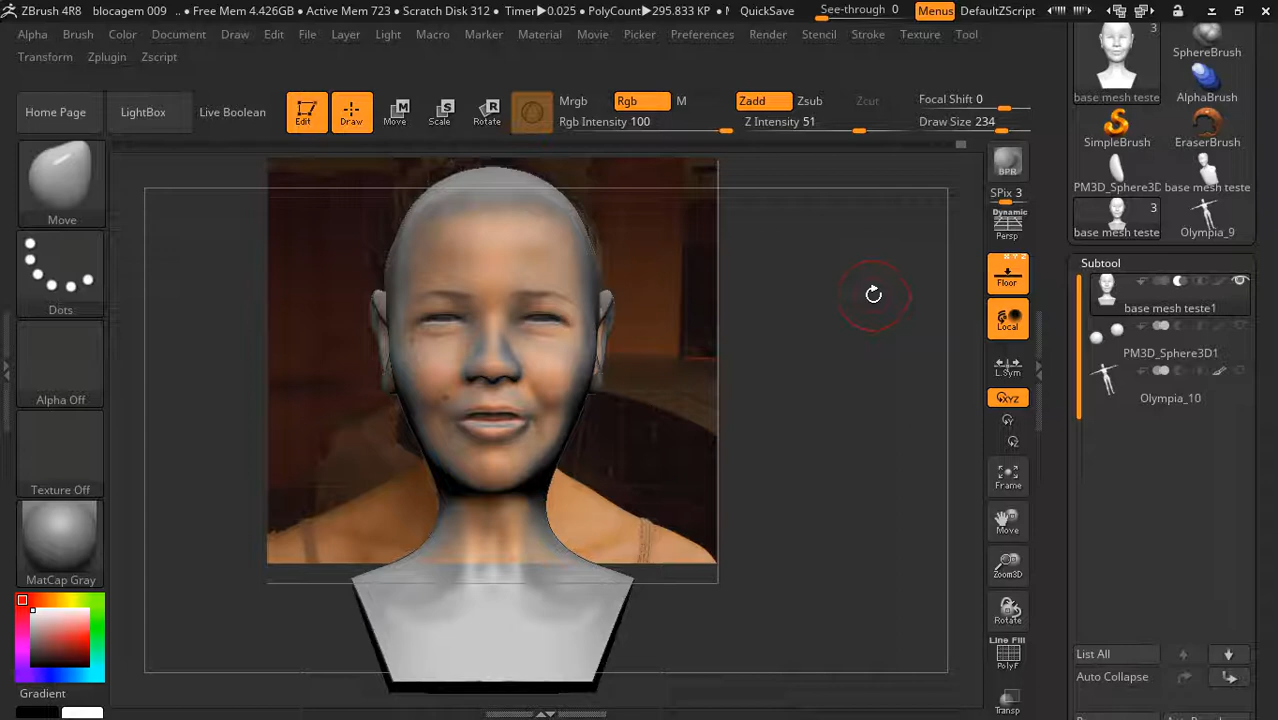 ZBrush 4R8 blocagem 009 .. • Free Mem 4.426GB • Active Mem 723 • Scratch Disk 312 • Timer▶0.025 • PolyCount▶295.833 KP • N QuickSave See-through 0 Menus DefaultZScript
Alpha Brush Color Document Draw Edit File Layer Light Macro Marker Material Movie Picker Preferences Render Stencil Stroke Texture Tool
Transform Zplugin Zscript
Home Page LightBox Live Boolean Edit Draw Move Scale Rotate
Mrgb Rgb M Zadd Zsub Zcut Focal Shift 0
Rgb Intensity 100 Z Intensity 51 Draw Size 234
Move
Dots
Alpha Off
Texture Off
MatCap Gray
Gradient
BPR
SPix 3
Dynamic
Persp
X Y Z
Floor
Local
L.Sym
XYZ
Y
Z
Frame
Move
Zoom3D
Rotate
Line Fill
PolyF
Transp
3
base mesh teste
SphereBrush
AlphaBrush
SimpleBrush EraserBrush
PM3D_Sphere3D base mesh teste
3
base mesh teste Olympia_9
Subtool
base mesh teste1
PM3D_Sphere3D1
Olympia_10
List All
Auto Collapse